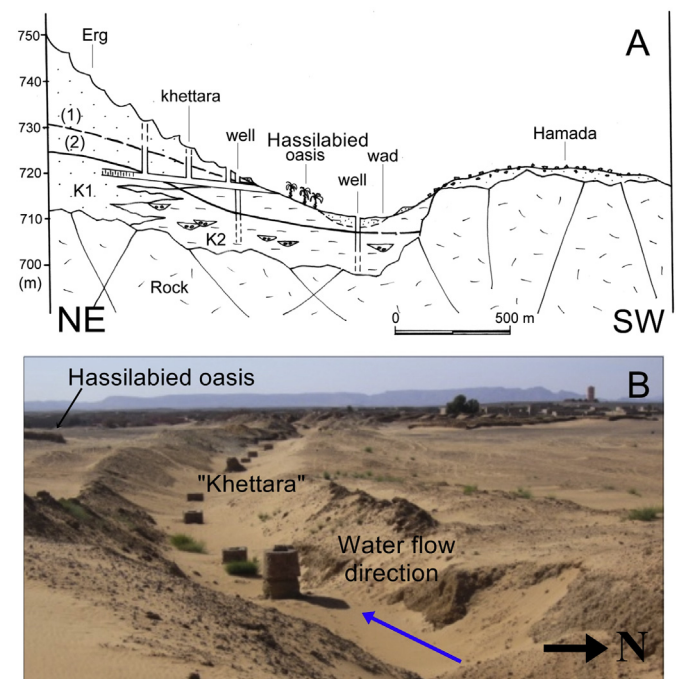 750
740
730
720
710
700
(m)
Erg
A
khettara
(1)
(2)
well
Hassilabied
oasis
well
wad
Hamada
K1
K2
Rock
NE
0
500 m
SW
Hassilabied oasis
B
"Khettara"
Water flow
direction
N